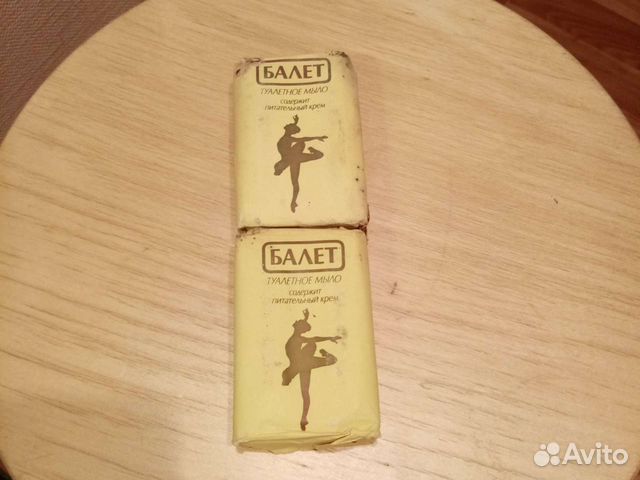 БАЛЕТ
ТУАЛЕТНОЕ МЫЛО
содержит
питательный крем
БАЛЕТ
ТУАЛЕТНОЕ МЫЛО
содержит
питательный крем
Avito